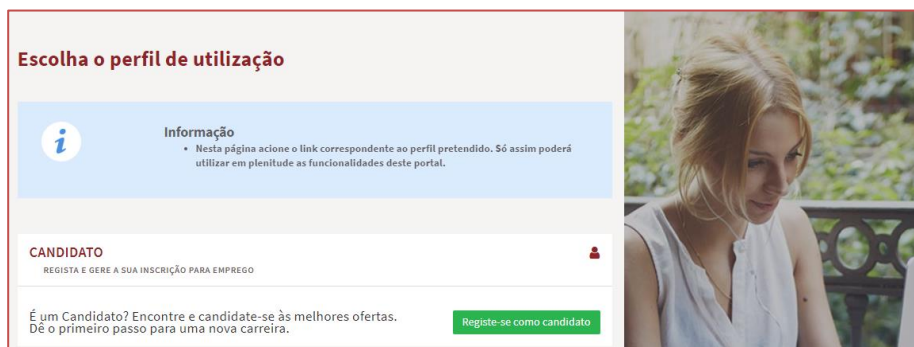 Escolha o perfil de utilização
Informação
• Nesta página acione o link correspondente ao perfil pretendido. Só assim poderá
utilizar em plenitude as funcionalidades deste portal.
CANDIDATO
REGISTA E GERE A SUA INSCRIÇÃO PARA EMPREGO
É um Candidato? Encontre e candidate-se às melhores ofertas.
Dê o primeiro passo para uma nova carreira.
Registe-se como candidato